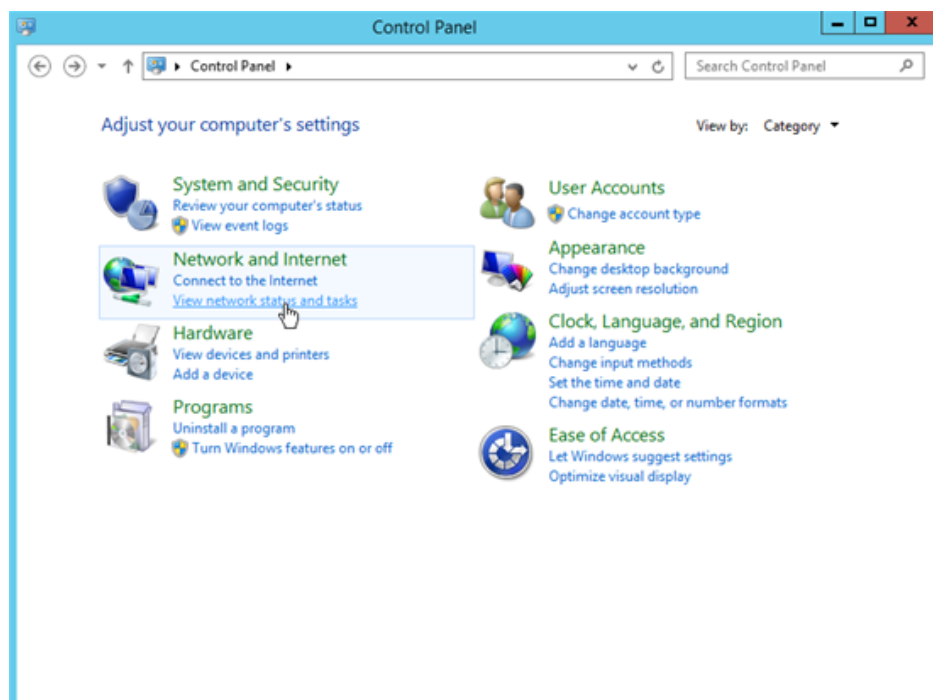 Control Panel
Control Panel
Search Control Panel
Adjust your computer's settings
View by: Category
System and Security
Review your computer's status
View event logs
Network and Internet
Connect to the Internet
View network status and tasks
Hardware
View devices and printers
Add a device
Programs
Uninstall a program
Turn Windows features on or off
User Accounts
Change account type
Appearance
Change desktop background
Adjust screen resolution
Clock, Language, and Region
Add a language
Change input methods
Set the time and date
Change date, time, or number formats
Ease of Access
Let Windows suggest settings
Optimize visual display